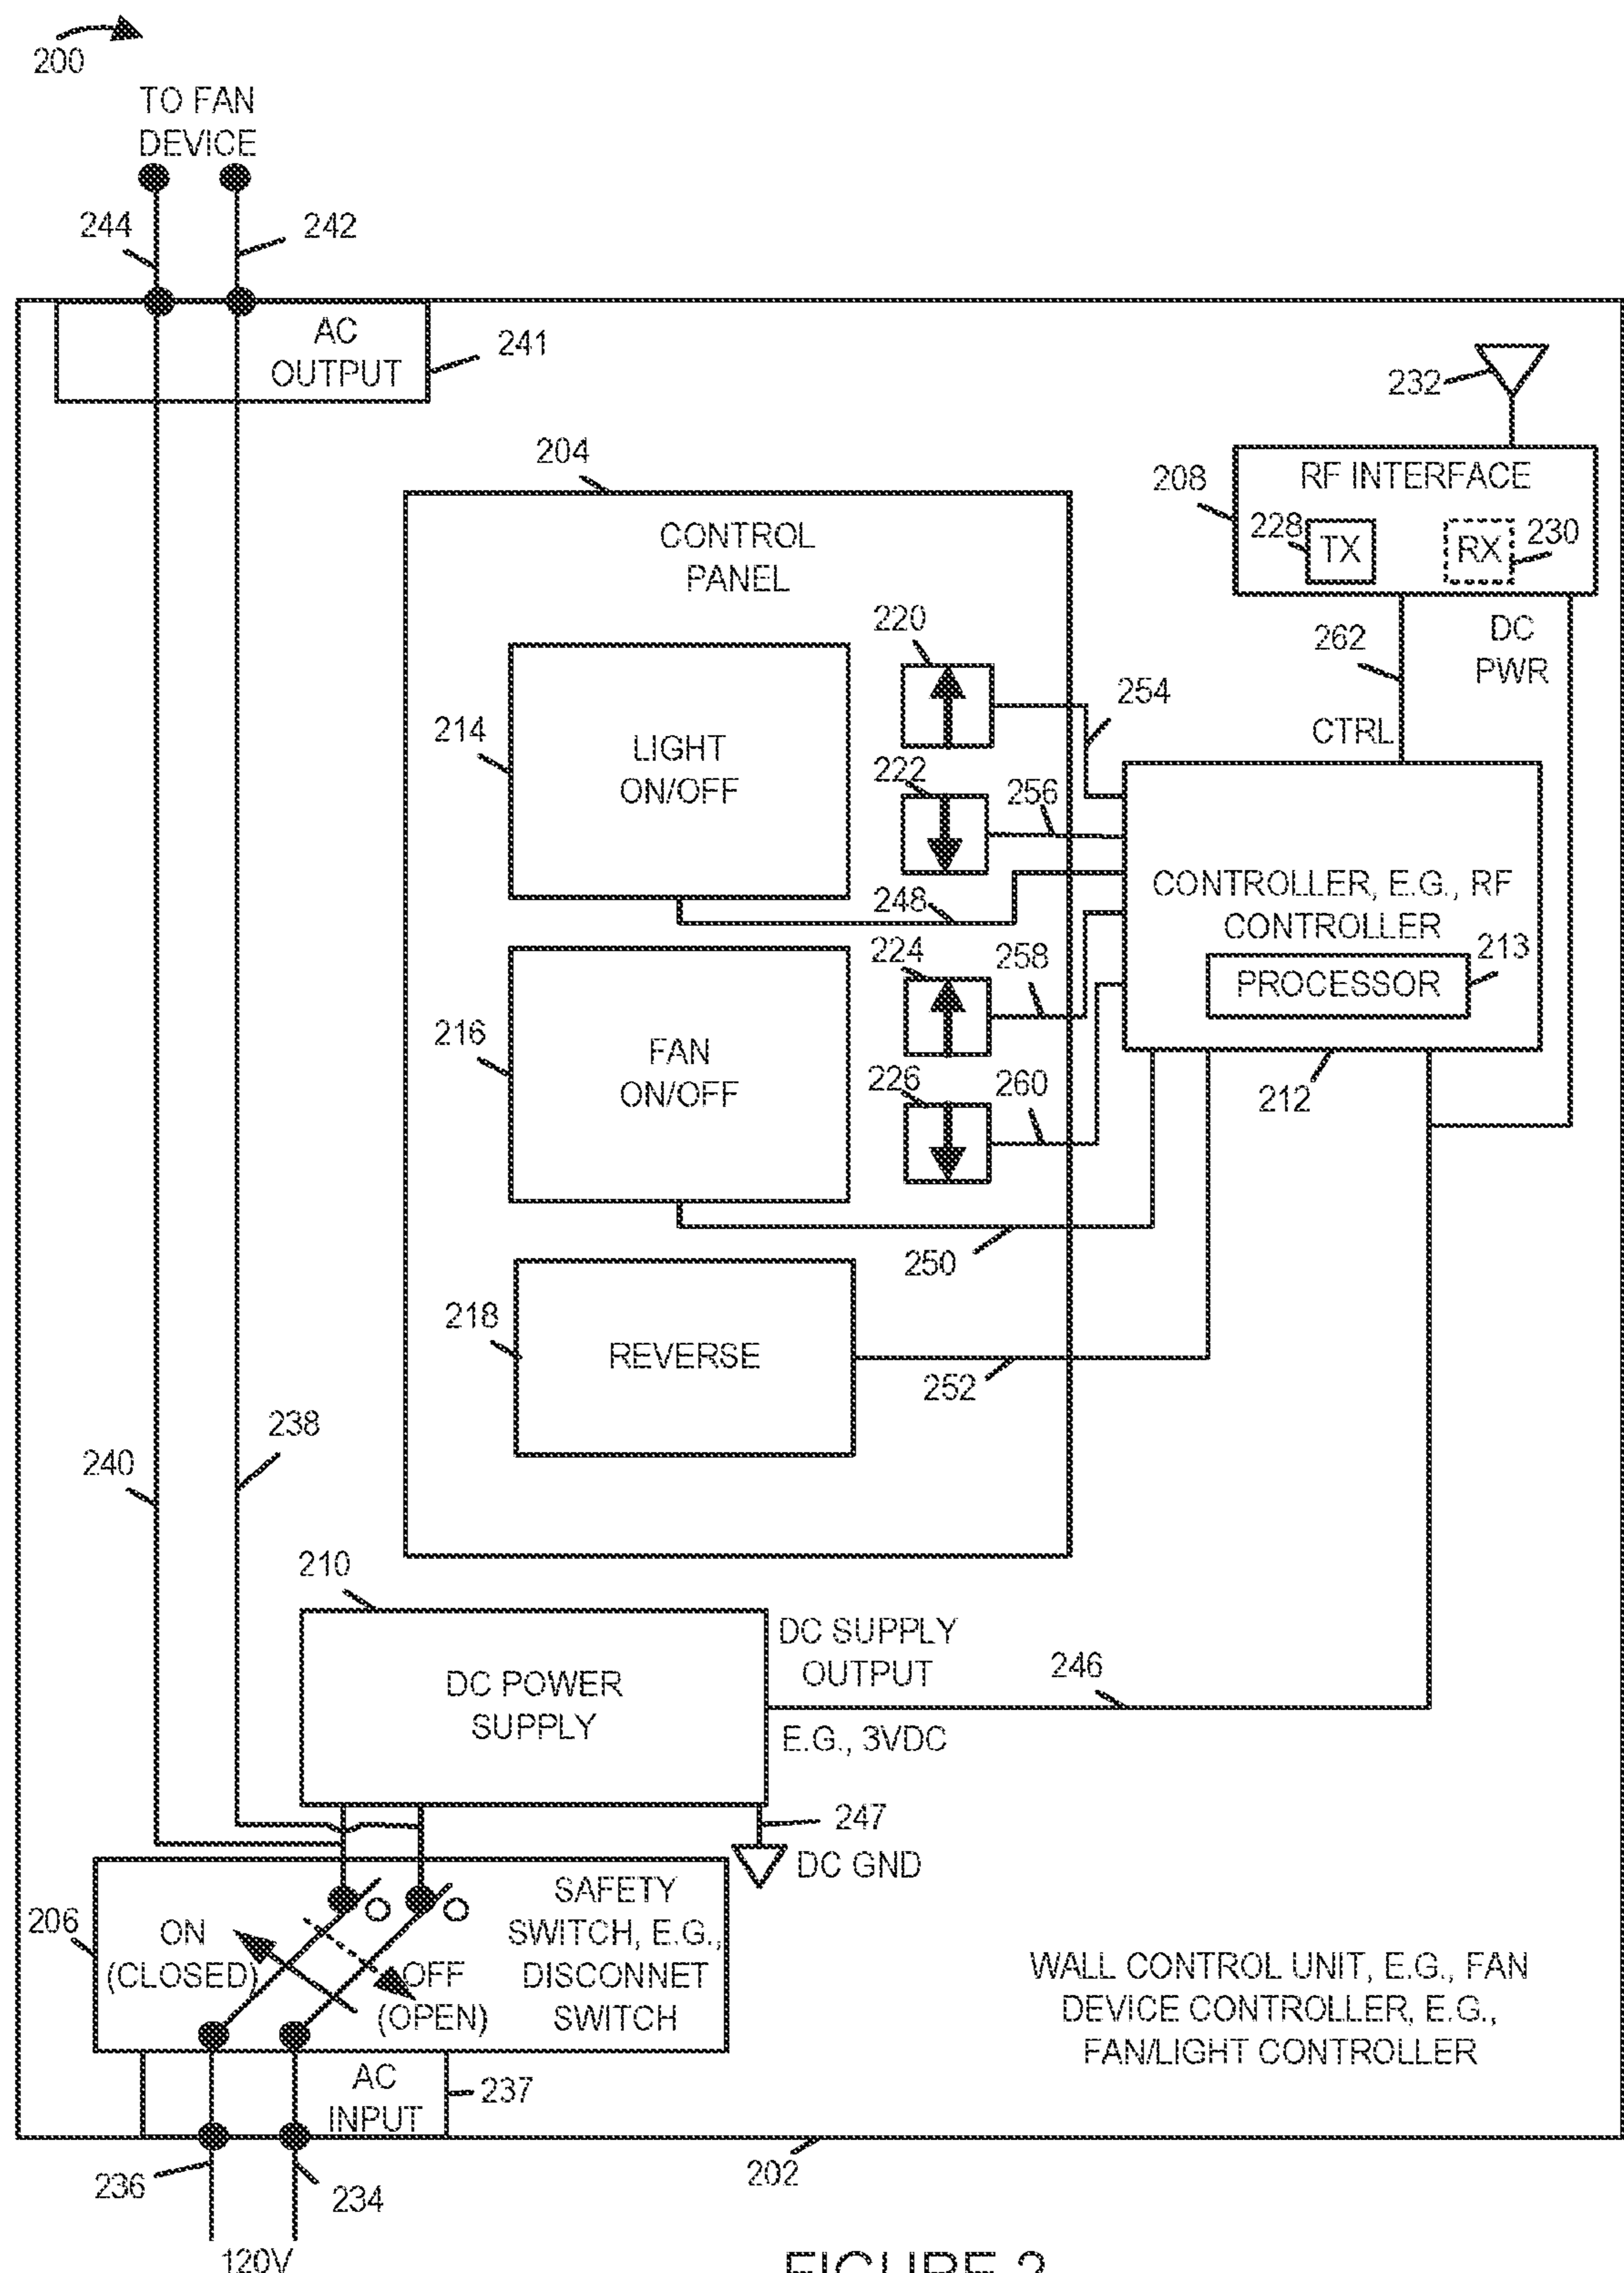 200
TO FAN
DEVICE
244
242
AC
OUTPUT
241
232
204
208
RF INTERFACE
228
TX
RX
230
CONTROL
PANEL
220
262
DC
PWR
254
214
LIGHT
ON/OFF
CTRL
222
256
248
CONTROLLER, E.G., RF
CONTROLLER
213
PROCESSOR
224
258
216
FAN
ON/OFF
226
260
212
250
218
REVERSE
252
238
240
210
DC POWER
SUPPLY
DC SUPPLY
OUTPUT
246
E.G., 3VDC
247
DC GND
206
ON
(CLOSED)
OFF
(OPEN)
SAFETY
SWITCH, E.G.,
DISCONNET
SWITCH
WALL CONTROL UNIT, E.G., FAN
DEVICE CONTROLLER, E.G.,
FAN/LIGHT CONTROLLER
AC
INPUT
237
236
234
202
120V
FIGURE 2